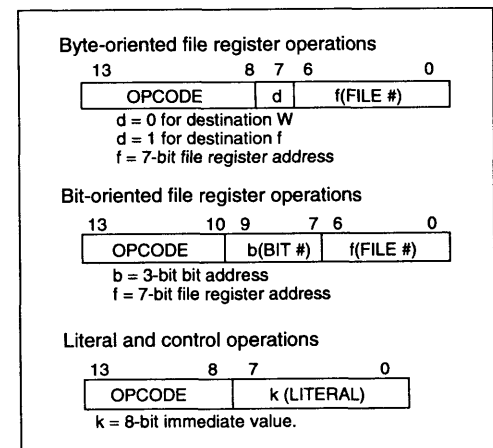 Byte-oriented file register operations
13 8 7 6 0
OPCODE d f(FILE #)
d = 0 for destination W
d = 1 for destination f
f = 7-bit file register address
Bit-oriented file register operations
13 10 9 7 6 0
OPCODE b(BIT #) f(FILE #)
b = 3-bit bit address
f = 7-bit file register address
Literal and control operations
13 8 7 0
OPCODE k (LITERAL)
k = 8-bit immediate value.